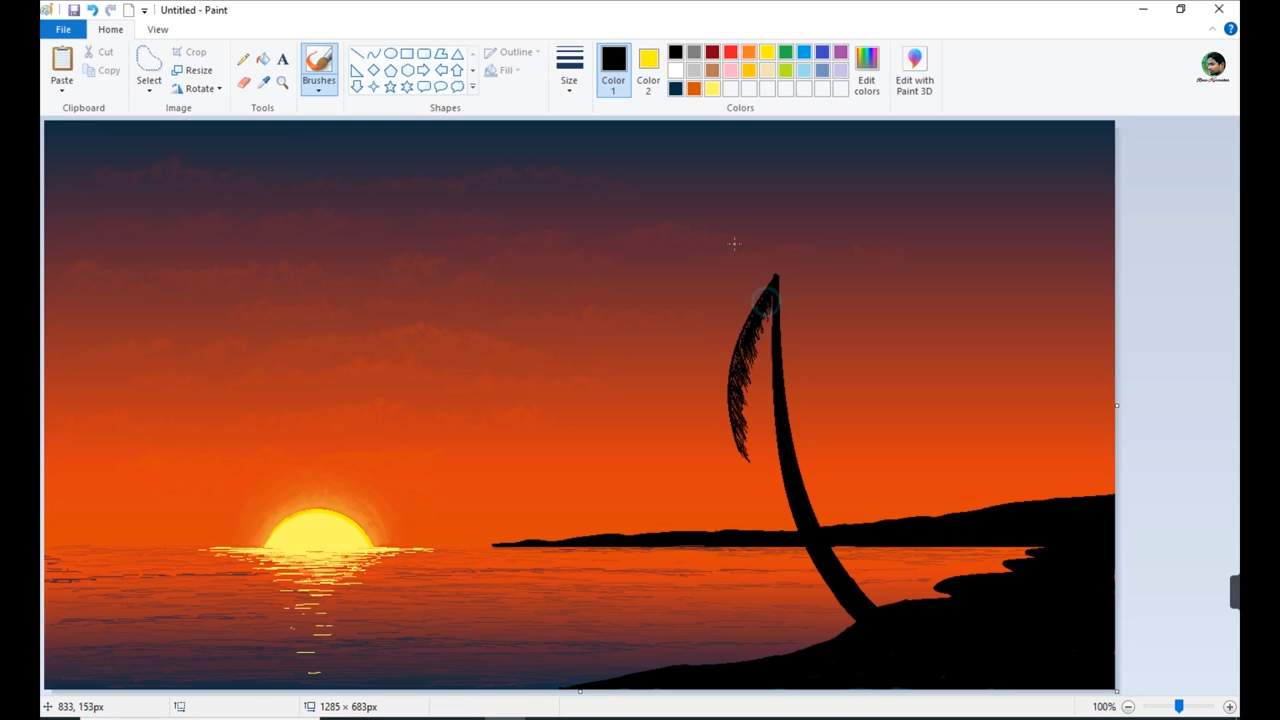 Untitled - Paint
File
Home
View
Paste
Cut
Copy
Clipboard
Select
Crop
Resize
Rotate
Image
A
Tools
Brushes
Outline
Fill
Shapes
Size
Color
1
Color
2
Edit
colors
Colors
Edit with
Paint 3D
833, 153px
1285 × 683px
100%